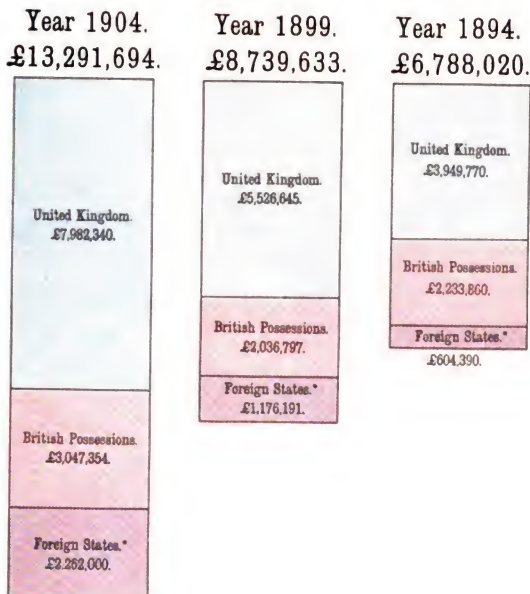 Year 1904.
£13,291,694.
United Kingdom.
£7,982,340.
British Possessions.
£3,047,354.
Foreign States.*
£2,262,000.
Year 1899.
£8,739,633.
United Kingdom.
£5,526,645.
British Possessions.
£2,036,797.
Foreign States.*
£1,176,191.
Year 1894.
£6,788,020.
United Kingdom.
£3,949,770.
British Possessions.
£2,233,860.
Foreign States.*
£604,390.